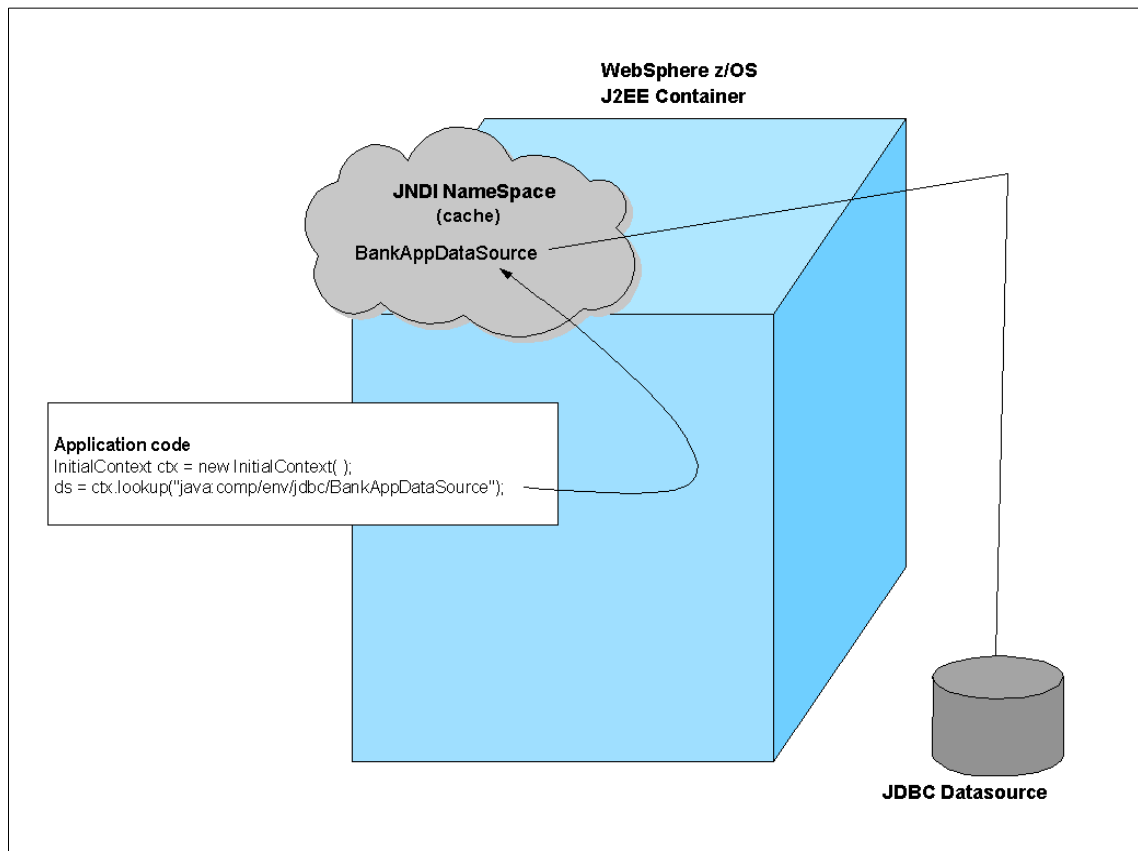 WebSphere z/OS
J2EE Container
JNDI NameSpace
(cache)
BankAppDataSource
Application code
InitialContext ctx = new InitialContext( );
ds = ctx.lookup("java:comp/env/jdbc/BankAppDataSource");
JDBC Datasource